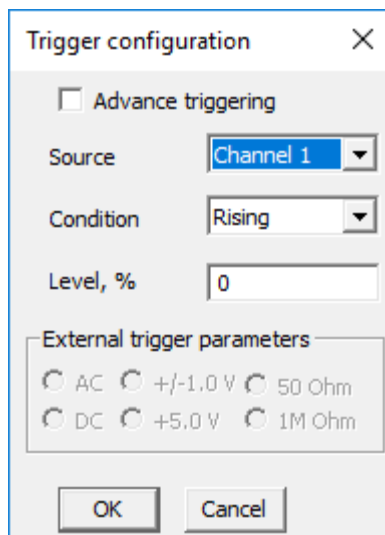 Trigger configuration
Advance triggering
Source Channel 1
Condition Rising
Level, % 0
External trigger parameters
AC +/-1.0 V 50 Ohm
DC +5.0 V 1M Ohm
OK Cancel